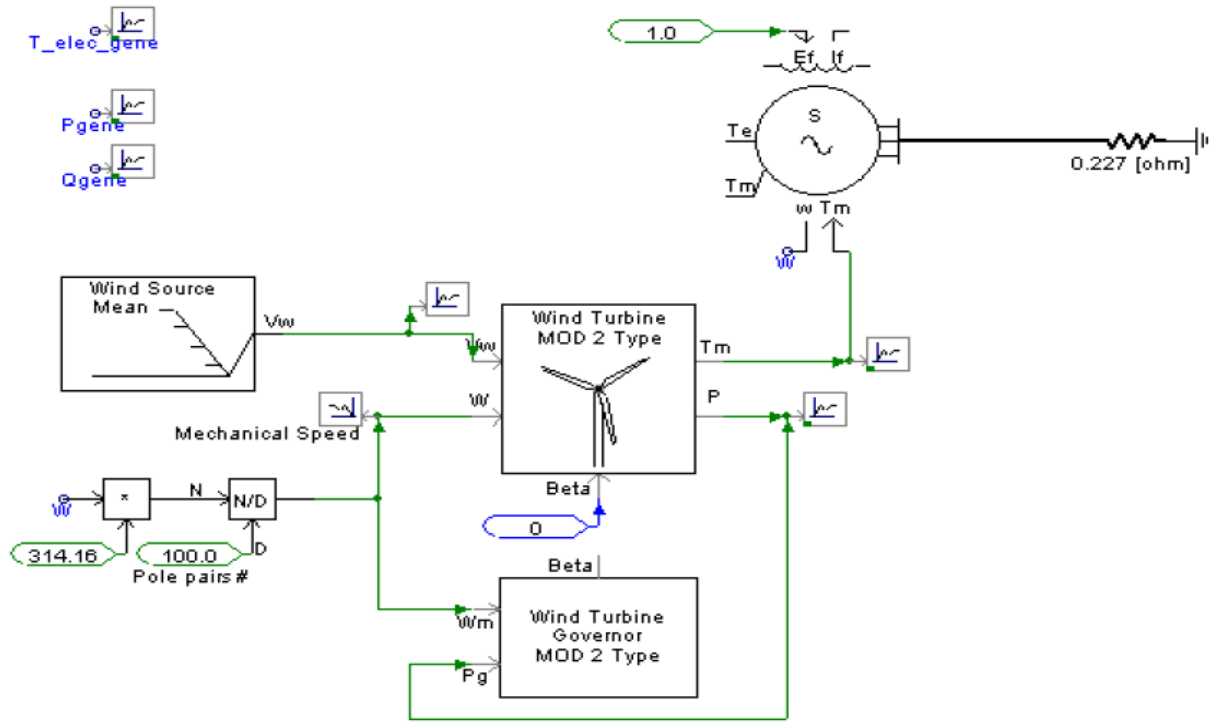 T_elec_gene
Pgene
Qgene
1.0
Ef If
S
Te
Tm
w Tm
W
0.227 [ohm]
Wind Source
Mean
Vw
Vw
W
Wind Turbine
MOD 2 Type
Tm
P
Mechanical Speed
Beta
0
W
*
N
N/D
D
314.16
100.0
Pole pairs #
Beta
Wm
Pg
Wind Turbine
Governor
MOD 2 Type